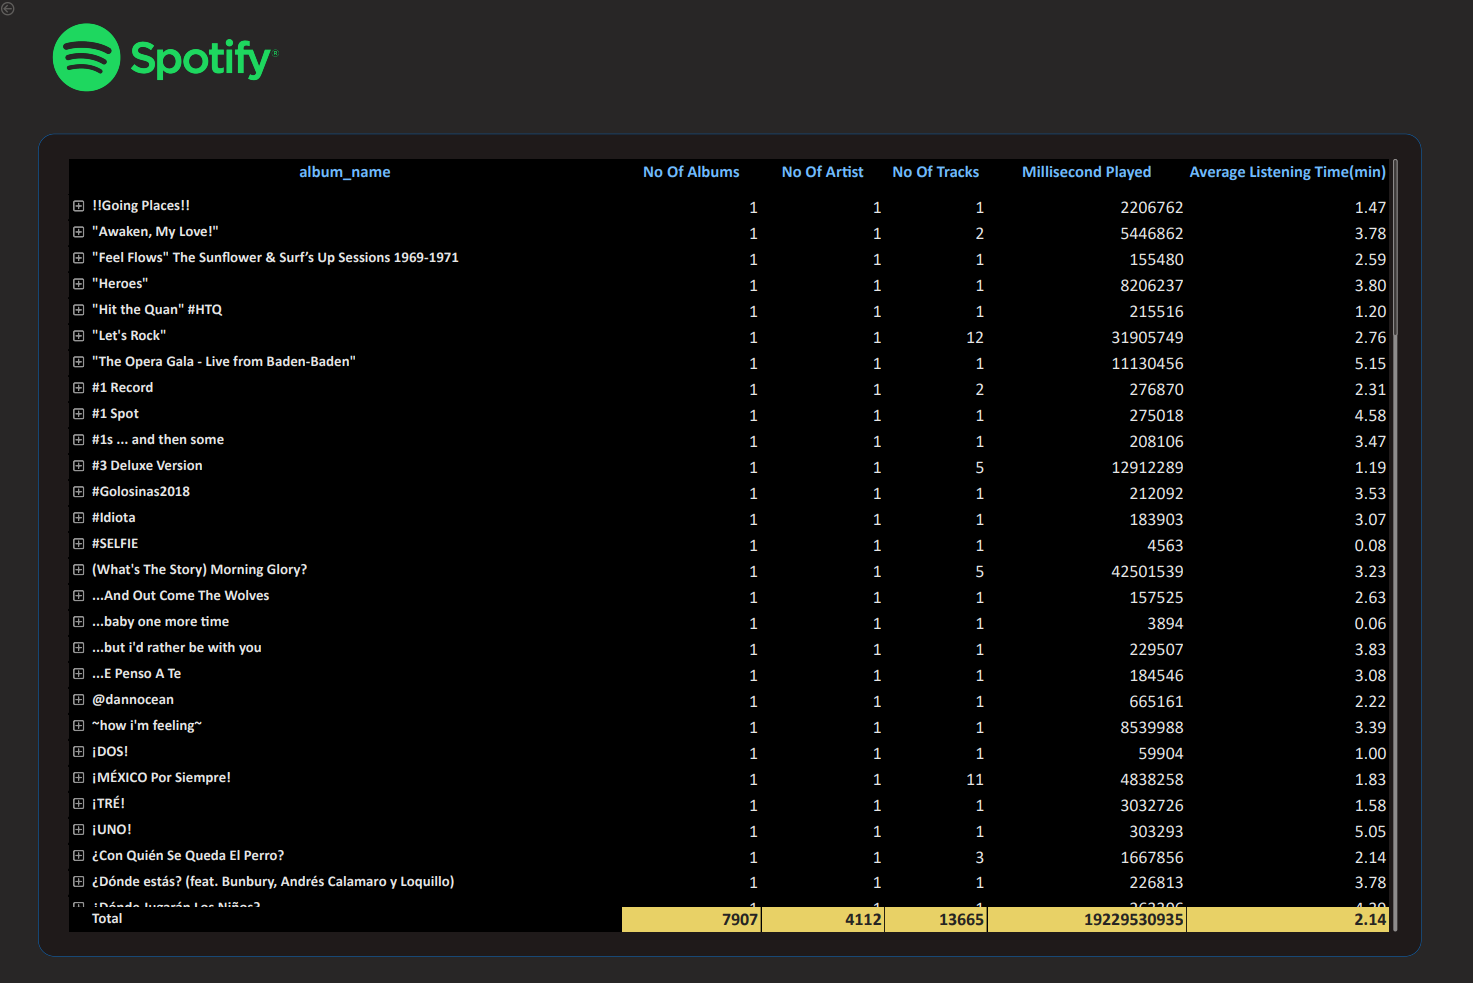 Spotify®
album_name No Of Albums No Of Artist No Of Tracks Millisecond Played Average Listening Time(min)
!!Going Places!! 1 1 1 2206762 1.47
"Awaken, My Love!" 1 1 2 5446862 3.78
"Feel Flows" The Sunflower & Surf’s Up Sessions 1969-1971 1 1 1 155480 2.59
"Heroes" 1 1 1 8206237 3.80
"Hit the Quan" #HTQ 1 1 1 215516 1.20
"Let's Rock" 1 1 12 31905749 2.76
"The Opera Gala - Live from Baden-Baden" 1 1 1 11130456 5.15
#1 Record 1 1 2 276870 2.31
#1 Spot 1 1 1 275018 4.58
#1s ... and then some 1 1 1 208106 3.47
#3 Deluxe Version 1 1 5 12912289 1.19
#Golosinas2018 1 1 1 212092 3.53
#Idiota 1 1 1 183903 3.07
#SELFIE 1 1 1 4563 0.08
(What's The Story) Morning Glory? 1 1 5 42501539 3.23
...And Out Come The Wolves 1 1 1 157525 2.63
...baby one more time 1 1 1 3894 0.06
...but i'd rather be with you 1 1 1 229507 3.83
...E Penso A Te 1 1 1 184546 3.08
@dannocean 1 1 1 665161 2.22
~how i'm feeling~ 1 1 1 8539988 3.39
¡DOS! 1 1 1 59904 1.00
¡MÉXICO Por Siempre! 1 1 11 4838258 1.83
¡TRÉ! 1 1 1 3032726 1.58
¡UNO! 1 1 1 303293 5.05
¿Con Quién Se Queda El Perro? 1 1 3 1667856 2.14
¿Dónde estás? (feat. Bunbury, Andrés Calamaro y Loquillo) 1 1 1 226813 3.78
¿Dónde Jugarán Los Niños?
Total 7907 4112 13665 19229530935 2.14